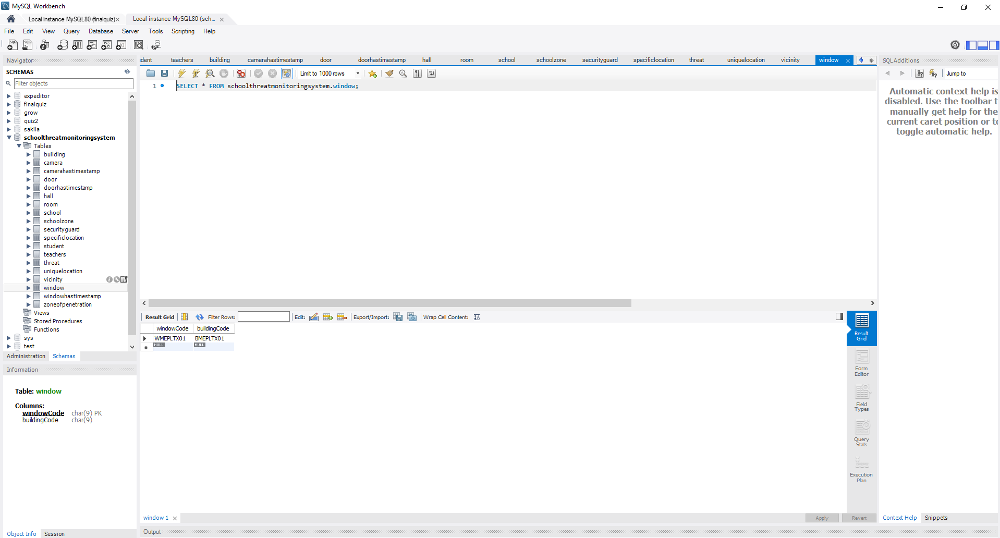 MySQL Workbench
Local instance MySQL80 (finalquiz)
Local instance MySQL80 (sch...
File Edit View Query Database Server Tools Scripting Help
Navigator
SCHEMAS
Filter objects
expeditor
finalquiz
grow
quiz2
sakila
schoolthreatmonitoringsystem
Tables
building
camera
camerahastimestamp
door
doorhastimestamp
hall
room
school
schoolzone
securityguard
specificlocation
student
teachers
threat
uniquelocation
vicinity
window
windowhastimestamp
zoneofpenetration
Views
Stored Procedures
Functions
sys
test
Administration Schemas
Information
Table: window
Columns:
windowCode char(9) PK
buildingCode char(9)
Object Info Session
udent teachers building camerahastimestamp door doorhastimestamp hall room school schoolzone securityguard specificlocation threat uniquelocation vicinity window
Limit to 1000 rows
1 SELECT * FROM schoolthreatmonitoringsystem.window;
Result Grid Filter Rows: Edit: Export/Import: Wrap Cell Content:
windowCode buildingCode
WMEPLTX01 BMEPLTX01
NULL NULL
Result
Grid
Form
Editor
Field
Types
Query
Stats
Execution
Plan
window 1
Apply Revert
Output
SQLAdditions
Jump to
Automatic context help is
disabled. Use the toolbar t
manually get help for the
current caret position or to
toggle automatic help.
Context Help Snippets